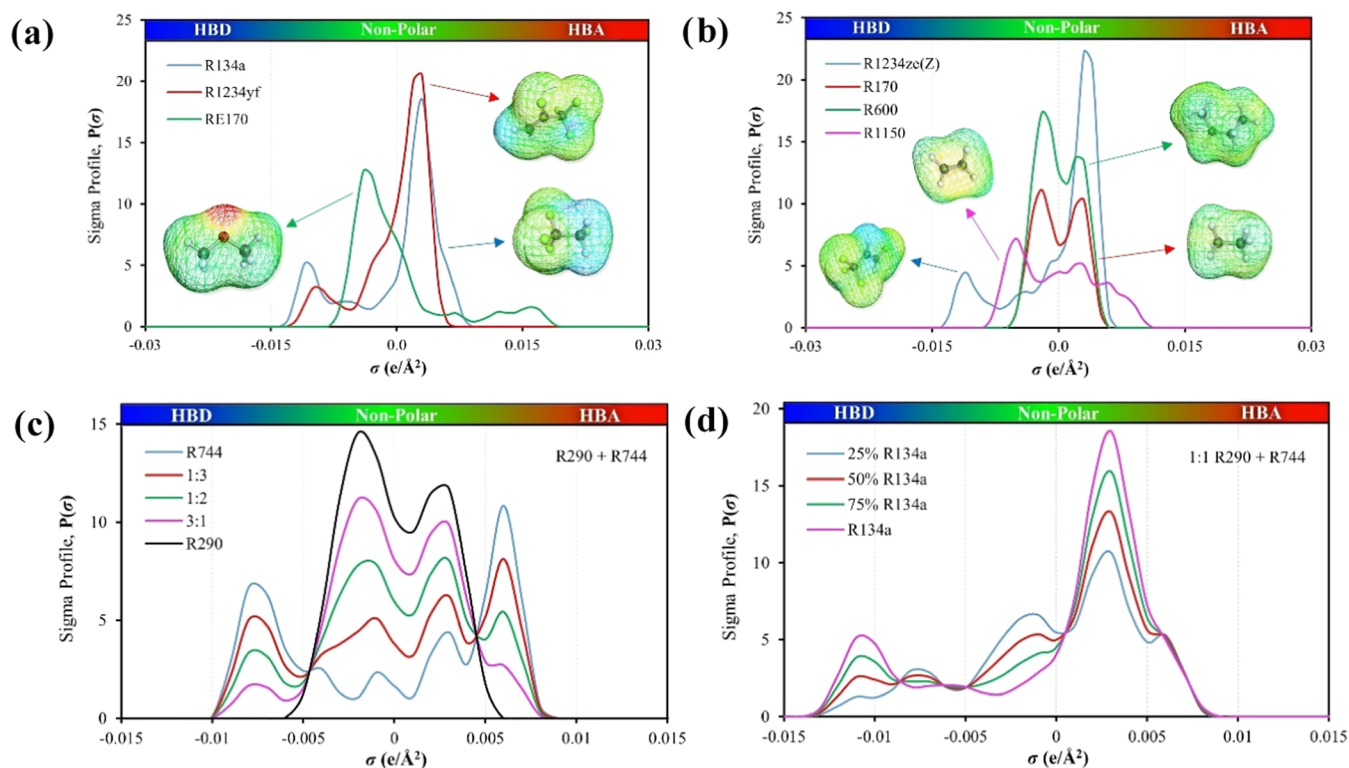 (a)
HBD Non-Polar HBA
R134a
R1234yf
RE170
Sigma Profile, P(σ)
25
20
15
10
5
0
-0.03 -0.015 0.0 0.015 0.03
σ (e/Å²)
(b)
HBD Non-Polar HBA
R1234ze(Z)
R170
R600
R1150
Sigma Profile, P(σ)
25
20
15
10
5
0
-0.03 -0.015 0.0 0.015 0.03
σ (e/Å²)
(c)
HBD Non-Polar HBA
R744
1:3
1:2
3:1
R290
R290 + R744
Sigma Profile, P(σ)
15
10
5
0
-0.015 -0.01 -0.005 0 0.005 0.01 0.015
σ (e/Å²)
(d)
HBD Non-Polar HBA
25% R134a
50% R134a
75% R134a
R134a
1:1 R290 + R744
Sigma Profile, P(σ)
20
15
10
5
0
-0.015 -0.01 -0.005 0 0.005 0.01 0.015
σ (e/Å²)